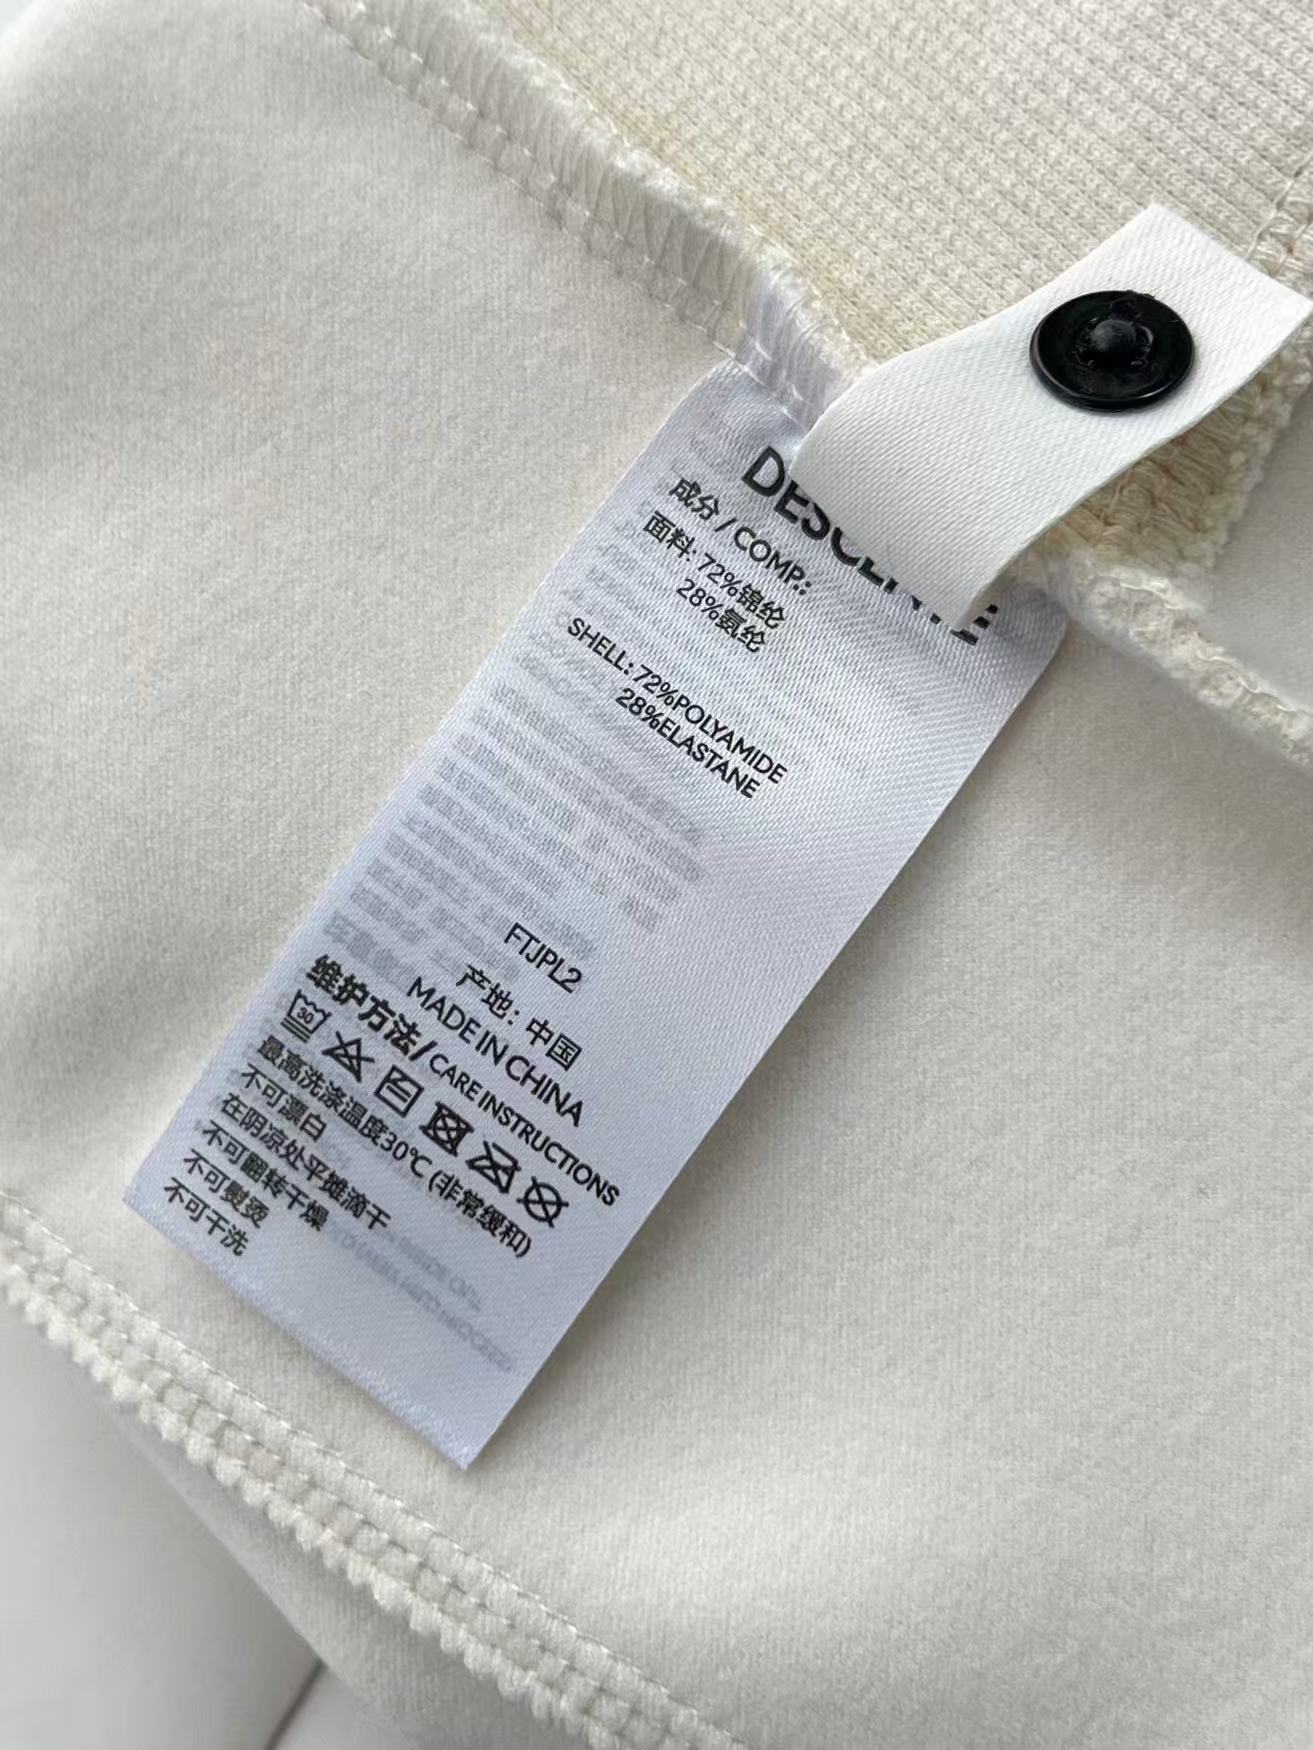 成分/COMP.:
面料: 72%锦纶
28%氨纶
SHELL: 72%POLYAMIDE
28%ELASTANE
FTJPL2
产地: 中国
MADE IN CHINA
维护方法/CARE INSTRUCTIONS
30
最高洗涤温度30℃ (非常缓和)
不可漂白
在阴凉处平摊滴干
不可翻转干燥
不可熨烫
不可干洗